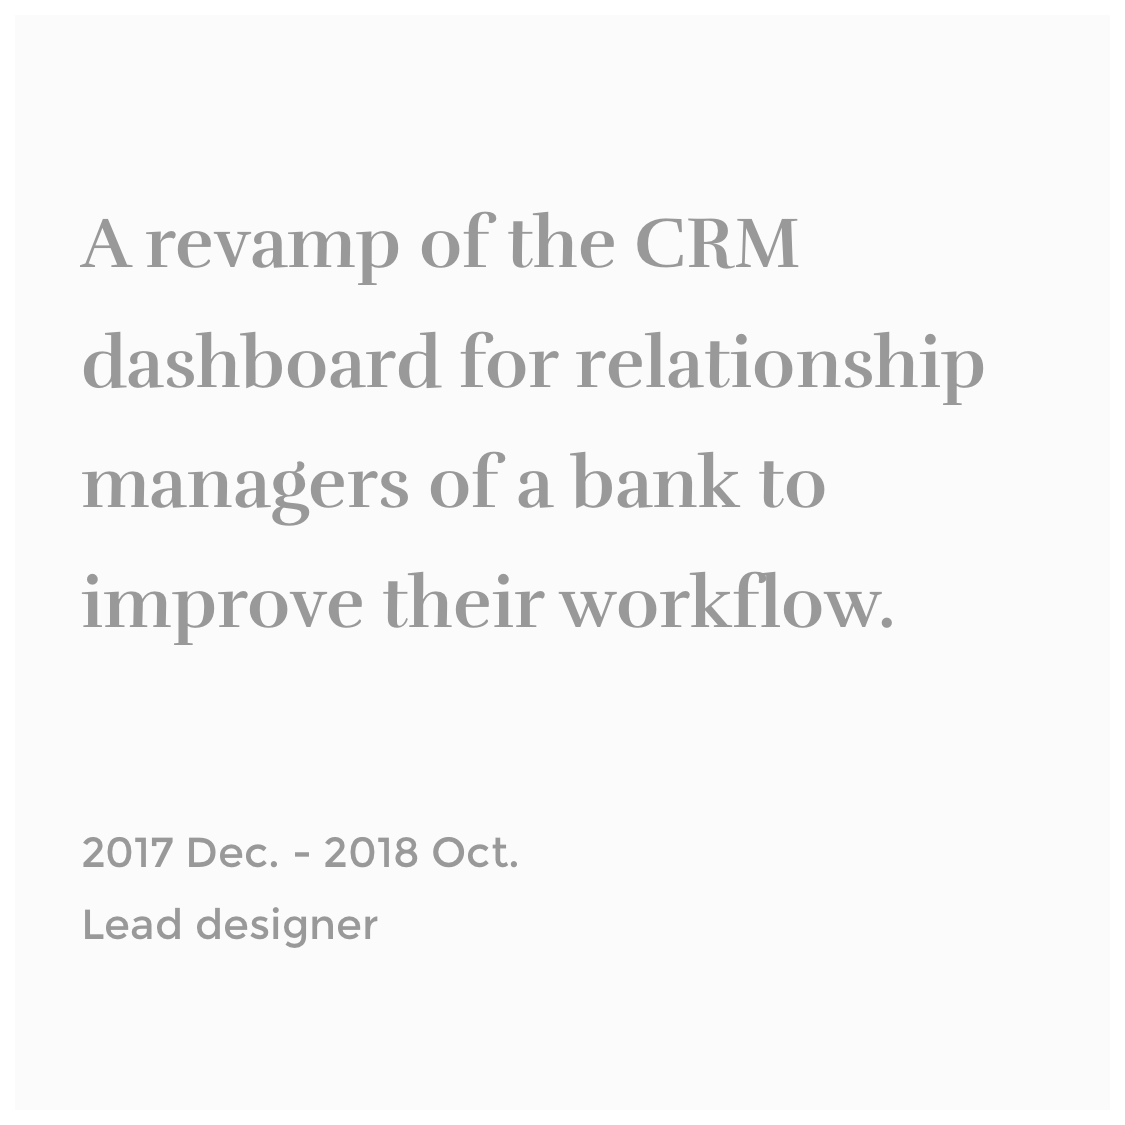 A revamp of the CRM
dashboard for relationship
managers of a bank to
improve their workflow.
2017 Dec. - 2018 Oct.
Lead designer